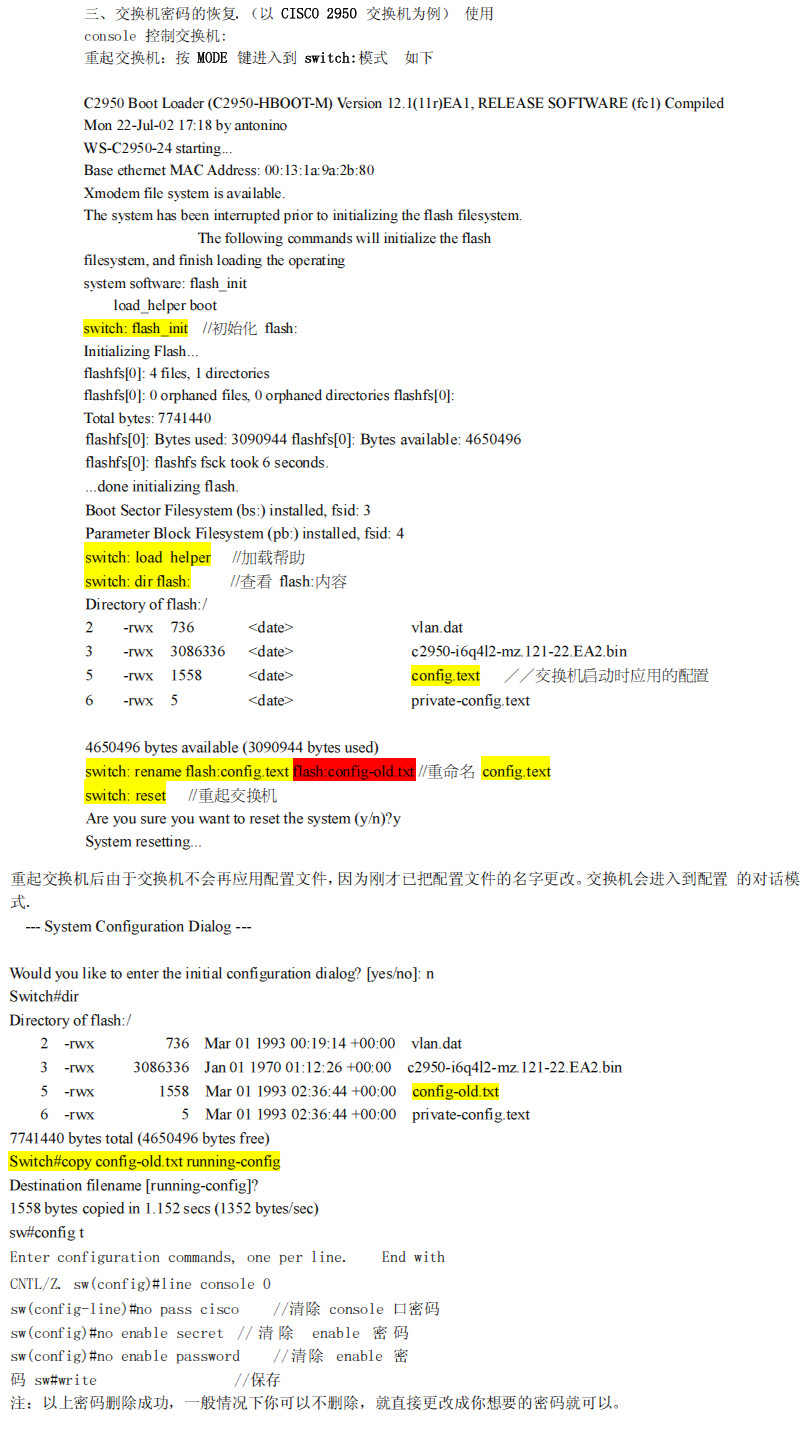 三、交换机密码的恢复.（以 CISCO 2950 交换机为例） 使用
console 控制交换机:
重起交换机：按 MODE 键进入到 switch:模式 如下
C2950 Boot Loader (C2950-HBOOT-M) Version 12.1(11r)EA1, RELEASE SOFTWARE (fc1) Compiled
Mon 22-Jul-02 17:18 by antonino
WS-C2950-24 starting...
Base ethernet MAC Address: 00:13:1a:9a:2b:80
Xmodem file system is available.
The system has been interrupted prior to initializing the flash filesystem.
The following commands will initialize the flash
filesystem, and finish loading the operating
system software: flash_init
load_helper boot
switch: flash_init //初始化 flash:
Initializing Flash...
flashfs[0]: 4 files, 1 directories
flashfs[0]: 0 orphaned files, 0 orphaned directories flashfs[0]:
Total bytes: 7741440
flashfs[0]: Bytes used: 3090944 flashfs[0]: Bytes available: 4650496
flashfs[0]: flashfs fsck took 6 seconds.
...done initializing flash.
Boot Sector Filesystem (bs:) installed, fsid: 3
Parameter Block Filesystem (pb:) installed, fsid: 4
switch: load helper //加载帮助
switch: dir flash: //查看 flash:内容
Directory of flash:/
2 -rwx 736 <date> vlan.dat
3 -rwx 3086336 <date> c2950-i6q4l2-mz.121-22.EA2.bin
5 -rwx 1558 <date> config.text ／／交换机启动时应用的配置
6 -rwx 5 <date> private-config.text
4650496 bytes available (3090944 bytes used)
switch: rename flash:config.text flash:config-old.txt //重命名 config.text
switch: reset //重起交换机
Are you sure you want to reset the system (y/n)?y
System resetting...
重起交换机后由于交换机不会再应用配置文件，因为刚才已把配置文件的名字更改。交换机会进入到配置 的对话模
式.
--- System Configuration Dialog ---
Would you like to enter the initial configuration dialog? [yes/no]: n
Switch#dir
Directory of flash:/
2 -rwx 736 Mar 01 1993 00:19:14 +00:00 vlan.dat
3 -rwx 3086336 Jan 01 1970 01:12:26 +00:00 c2950-i6q4l2-mz.121-22.EA2.bin
5 -rwx 1558 Mar 01 1993 02:36:44 +00:00 config-old.txt
6 -rwx 5 Mar 01 1993 02:36:44 +00:00 private-config.text
7741440 bytes total (4650496 bytes free)
Switch#copy config-old.txt running-config
Destination filename [running-config]?
1558 bytes copied in 1.152 secs (1352 bytes/sec)
sw#config t
Enter configuration commands, one per line. End with
CNTL/Z. sw(config)#line console 0
sw(config-line)#no pass cisco //清除 console 口密码
sw(config)#no enable secret //清 除 enable 密 码
sw(config)#no enable password //清除 enable 密
码 sw#write //保存
注：以上密码删除成功，一般情况下你可以不删除，就直接更改成你想要的密码就可以。